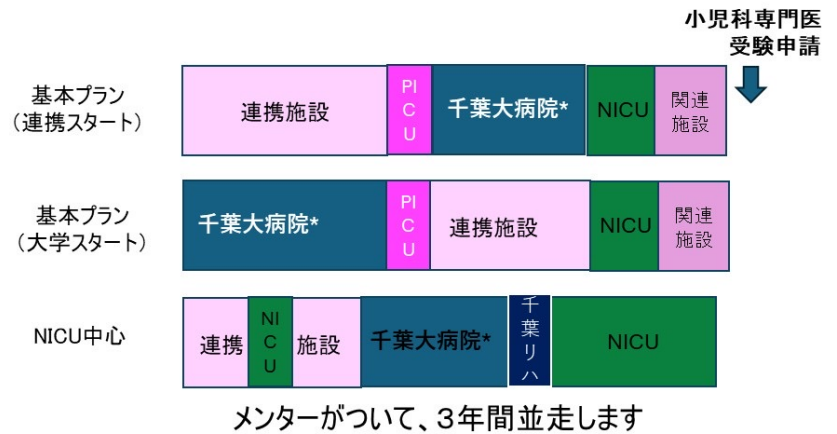 小児科専門医
受験申請
基本プラン
（連携スタート）
連携施設
PI
C
U
千葉大病院*
NICU
関連
施設
基本プラン
（大学スタート）
千葉大病院*
PI
C
U
連携施設
NICU
関連
施設
NICU中心
連携
NI
C
U
施設
千葉大病院*
千
葉
リ
ハ
NICU
メンターがついて、３年間並走します